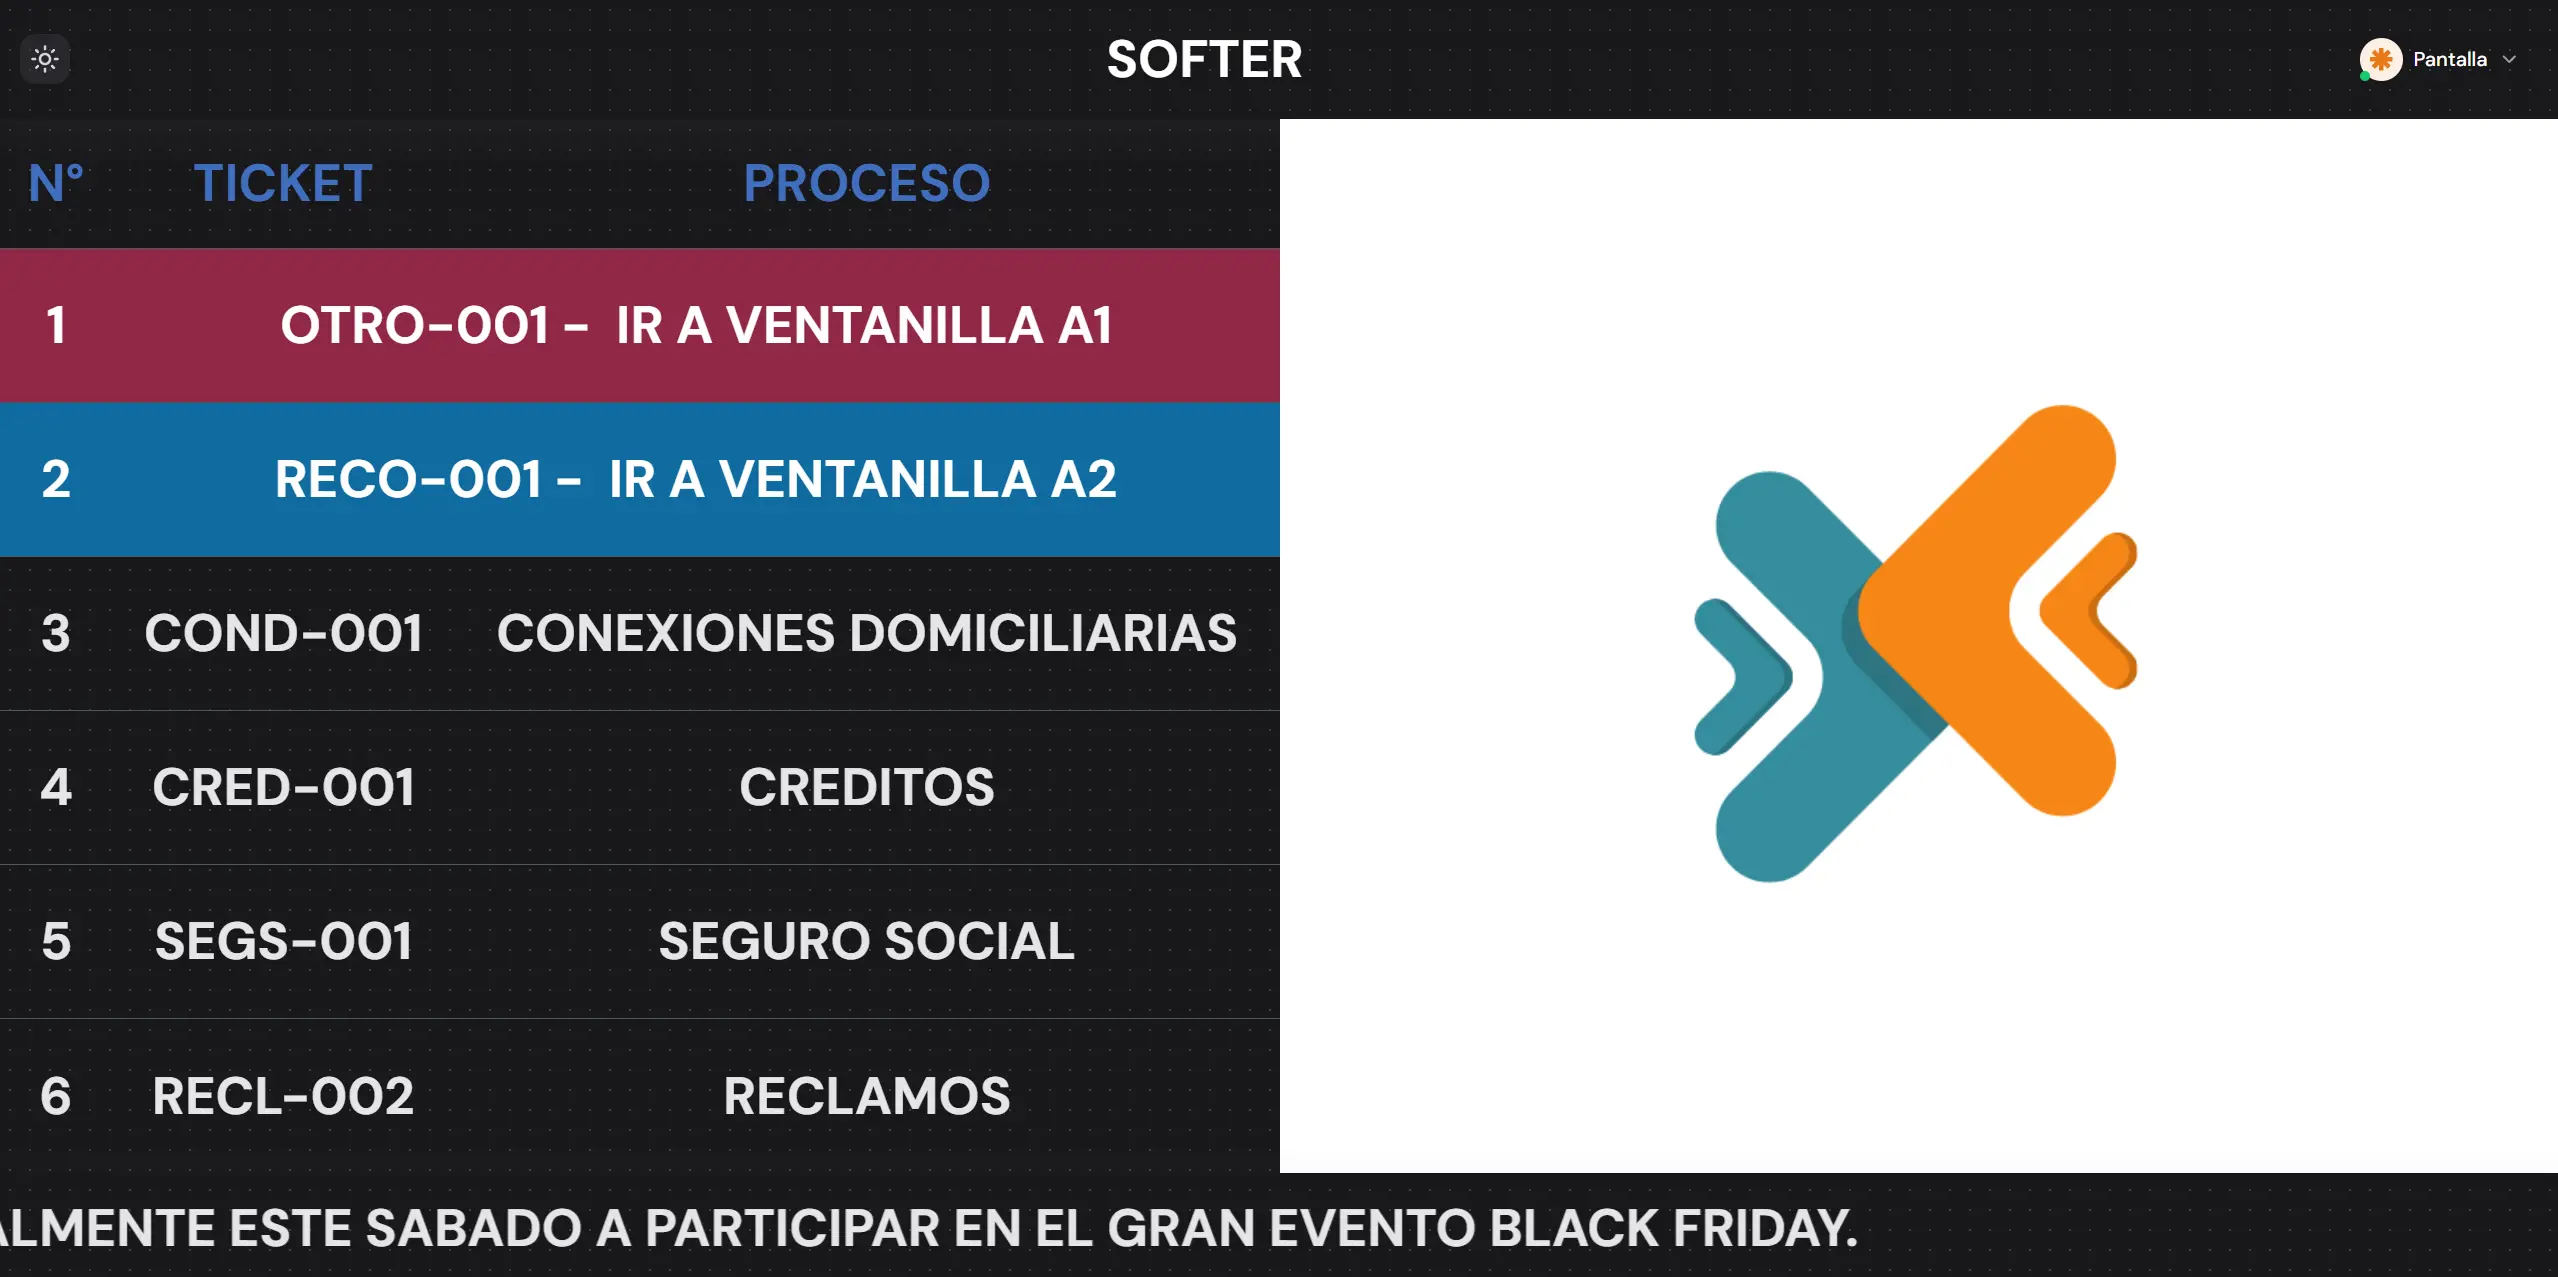 SOFTER
Pantalla
N° TICKET PROCESO
1 OTRO-001 - IR A VENTANILLA A1
2 RECO-001 - IR A VENTANILLA A2
3 COND-001 CONEXIONES DOMICILIARIAS
4 CRED-001 CREDITOS
5 SEGS-001 SEGURO SOCIAL
6 RECL-002 RECLAMOS
ALMENTE ESTE SABADO A PARTICIPAR EN EL GRAN EVENTO BLACK FRIDAY.